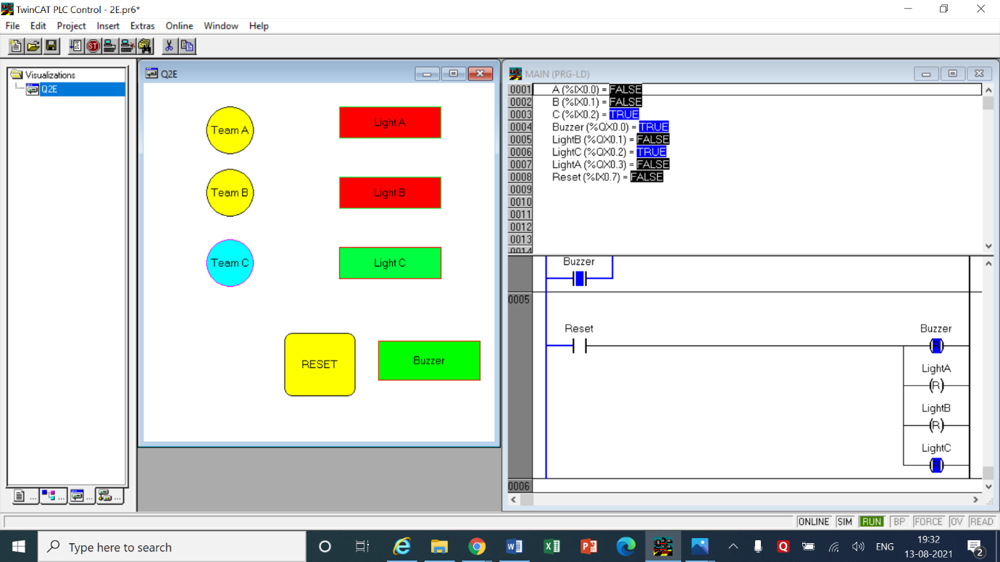 TwinCAT PLC Control - 2E.pr6*
File Edit Project Insert Extras Online Window Help
Visualizations
Q2E
... ... ... ...
Q2E
Team A
Light A
Team B
Light B
Team C
Light C
RESET
Buzzer
MAIN (PRG-LD)
0001 A (%IX0.0) = FALSE
0002 B (%IX0.1) = FALSE
0003 C (%IX0.2) = TRUE
0004 Buzzer (%QX0.0) = TRUE
0005 LightB (%QX0.1) = FALSE
0006 LightC (%QX0.2) = TRUE
0007 LightA (%QX0.3) = FALSE
0008 Reset (%IX0.7) = FALSE
0009
0010
0011
0012
0013
0014
Buzzer
0005
Reset
Buzzer
LightA
(R)
LightB
(R)
LightC
0006
ONLINE SIM RUN BP FORCE OV READ
Type here to search
ENG
19:32
13-08-2021
2